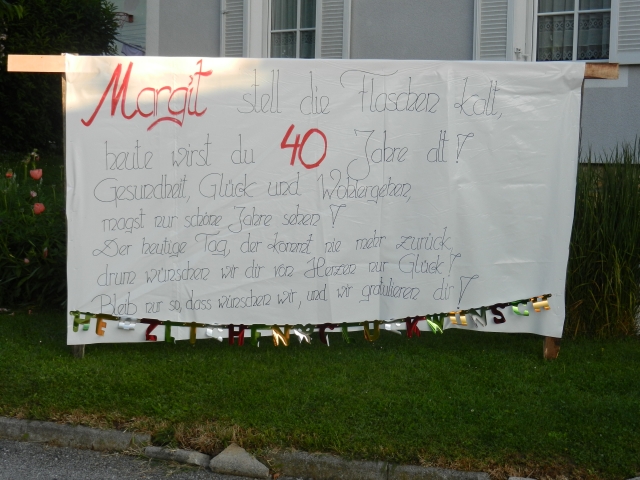 Margit stell die Flaschen kalt,
heute wirst du 40 Jahre alt!
Gesundheit, Glück und Wohlergehen,
magst nur schöne Jahre sehen!
Der heutige Tag, der kommt nie mehr zurück,
drum wünschen wir dir von Herzen nur Glück!
Bleib nur so, dass wünschen wir, und wir gratulieren dir!